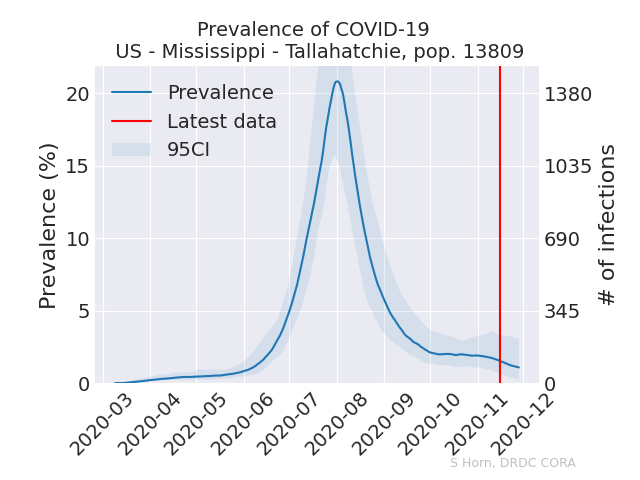 Prevalence of COVID-19
US - Mississippi - Tallahatchie, pop. 13809
Prevalence
Latest data
95CI
Prevalence (%)
20
15
10
5
0
1380
1035
690
345
0
# of infections
2020-03
2020-04
2020-05
2020-06
2020-07
2020-08
2020-09
2020-10
2020-11
2020-12
S Horn, DRDC CORA